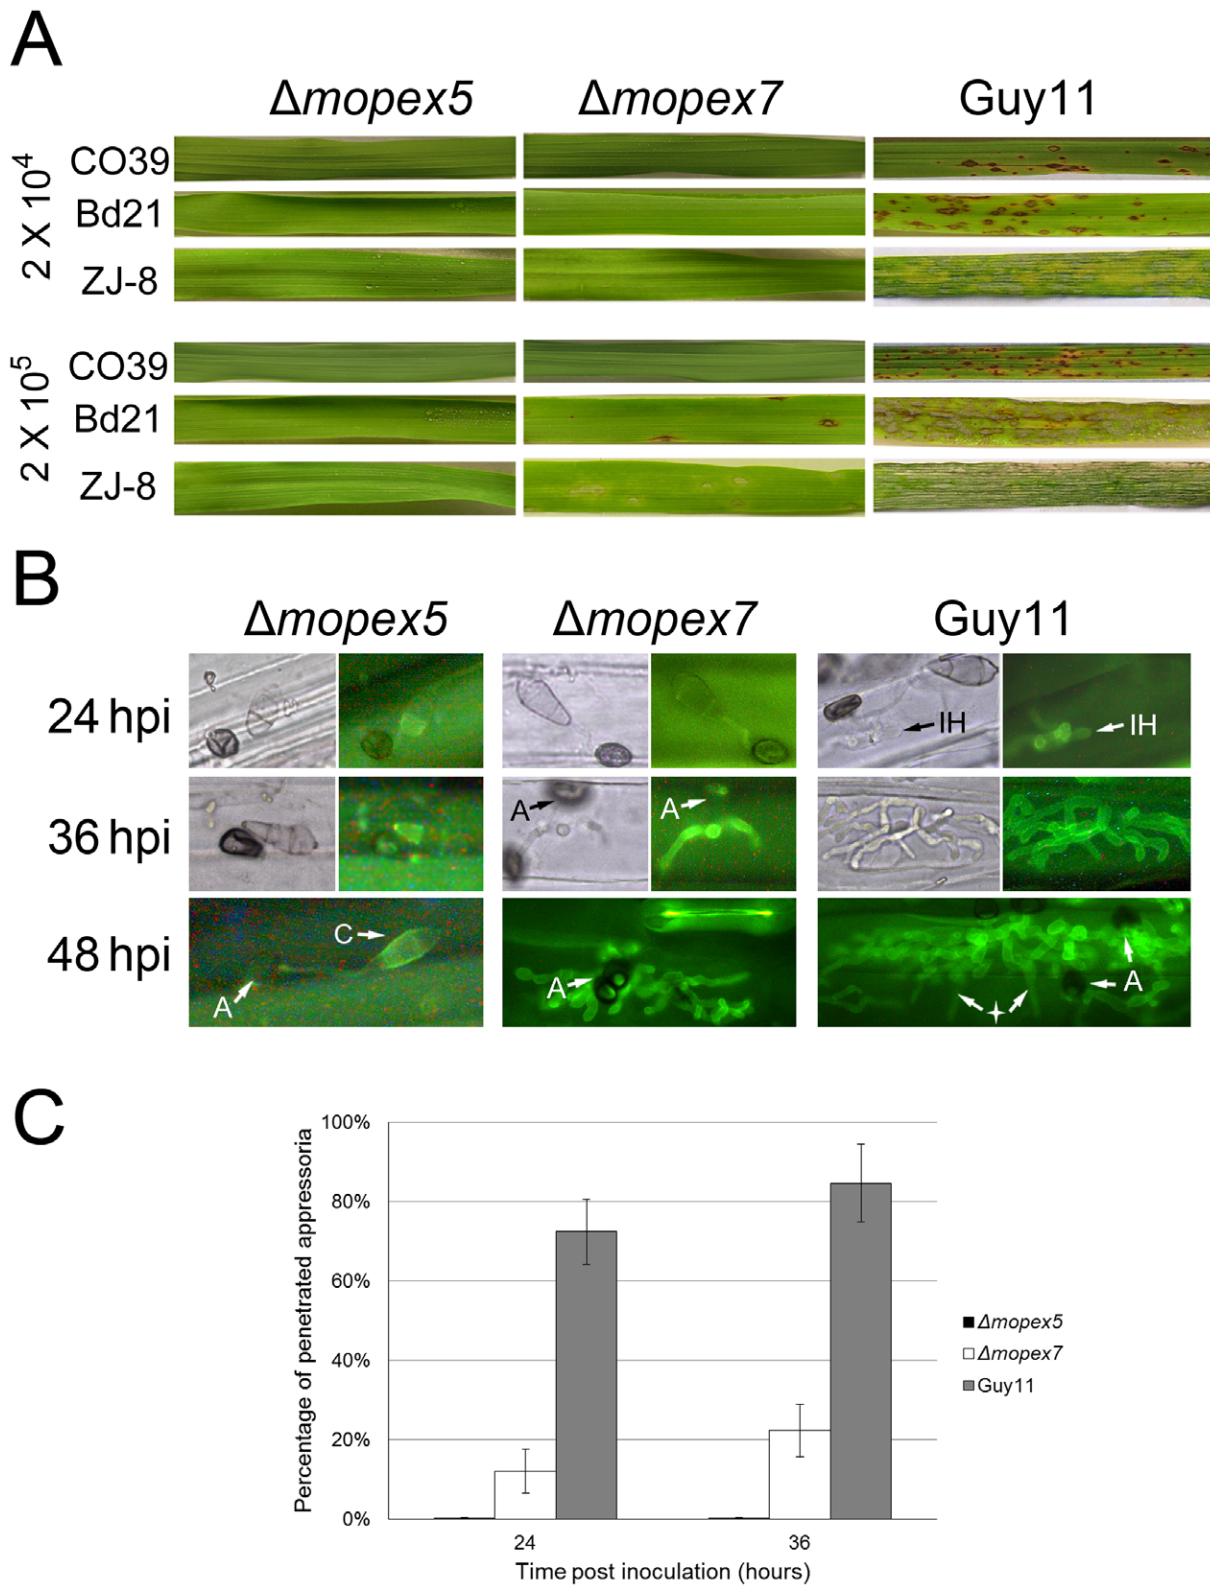 A
Δmopex5 Δmopex7 Guy11
2 X 10⁴
CO39
Bd21
ZJ-8
2 X 10⁵
CO39
Bd21
ZJ-8
B
Δmopex5 Δmopex7 Guy11
24 hpi
IH IH
36 hpi
A A
48 hpi
C
A
A
A
C
Percentage of penetrated appressoria
100%
80%
60%
40%
20%
0%
24 36
Time post inoculation (hours)
Δmopex5
Δmopex7
Guy11